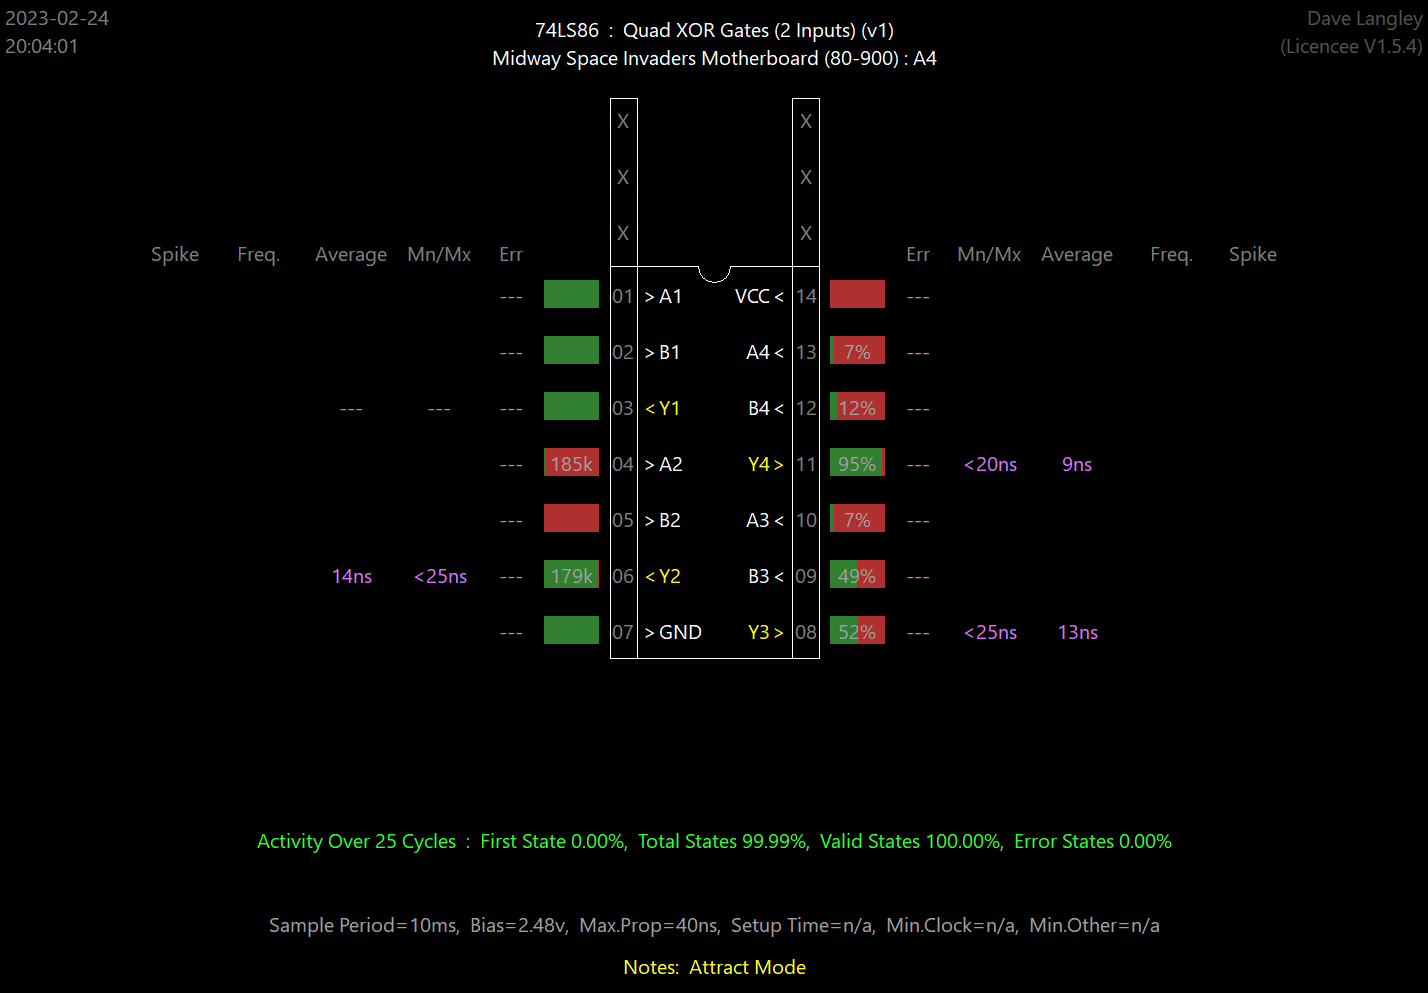 2023-02-24
20:04:01
74LS86 : Quad XOR Gates (2 Inputs) (v1)
Midway Space Invaders Motherboard (80-900) : A4
Dave Langley
(Licencee V1.5.4)
X X
X X
X X
Spike Freq. Average Mn/Mx Err Err Mn/Mx Average Freq. Spike
--- 01 > A1 VCC < 14 ---
--- 02 > B1 A4 < 13 7% ---
--- --- --- 03 < Y1 B4 < 12 12% ---
--- 185k 04 > A2 Y4 > 11 95% --- <20ns 9ns
--- 05 > B2 A3 < 10 7% ---
14ns <25ns --- 179k 06 < Y2 B3 < 09 49% ---
--- 07 > GND Y3 > 08 52% --- <25ns 13ns
Activity Over 25 Cycles : First State 0.00%, Total States 99.99%, Valid States 100.00%, Error States 0.00%
Sample Period=10ms, Bias=2.48v, Max.Prop=40ns, Setup Time=n/a, Min.Clock=n/a, Min.Other=n/a
Notes: Attract Mode